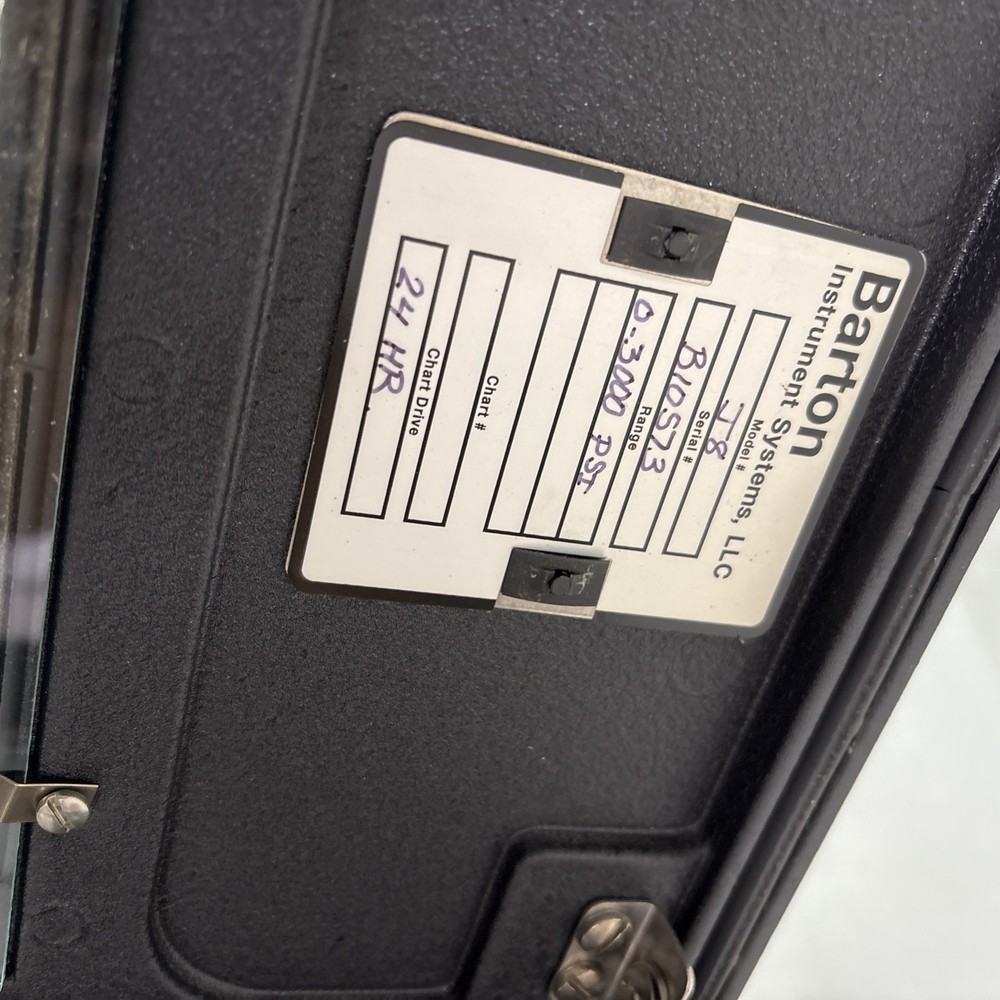 Barton
Instrument Systems, LLC
Model #
J8
Serial #
B10573
Range
0-3000 PSI
Chart #
Chart Drive
24 HR